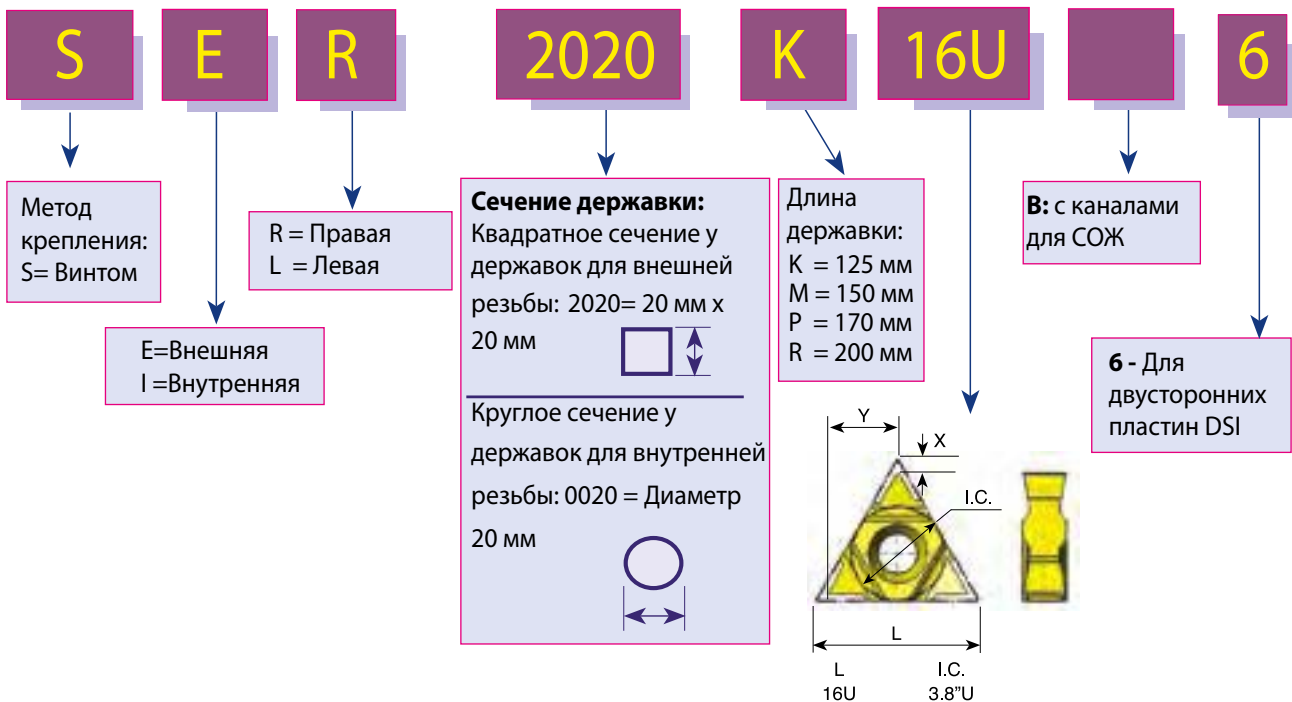 S E R 2020 K 16U 6
Метод
крепления:
S= Винтом
E=Внешняя
I =Внутренняя
R = Правая
L = Левая
Сечение державки:
Квадратное сечение у
державок для внешней
резьбы: 2020= 20 мм x
20 мм
Круглое сечение у
державок для внутренней
резьбы: 0020 = Диаметр
20 мм
Длина
державки:
K = 125 мм
M = 150 мм
P = 170 мм
R = 200 мм
Y
X
I.C.
L
L I.C.
16U 3.8”U
B: с каналами
для СОЖ
6 - Для
двусторонних
пластин DSI